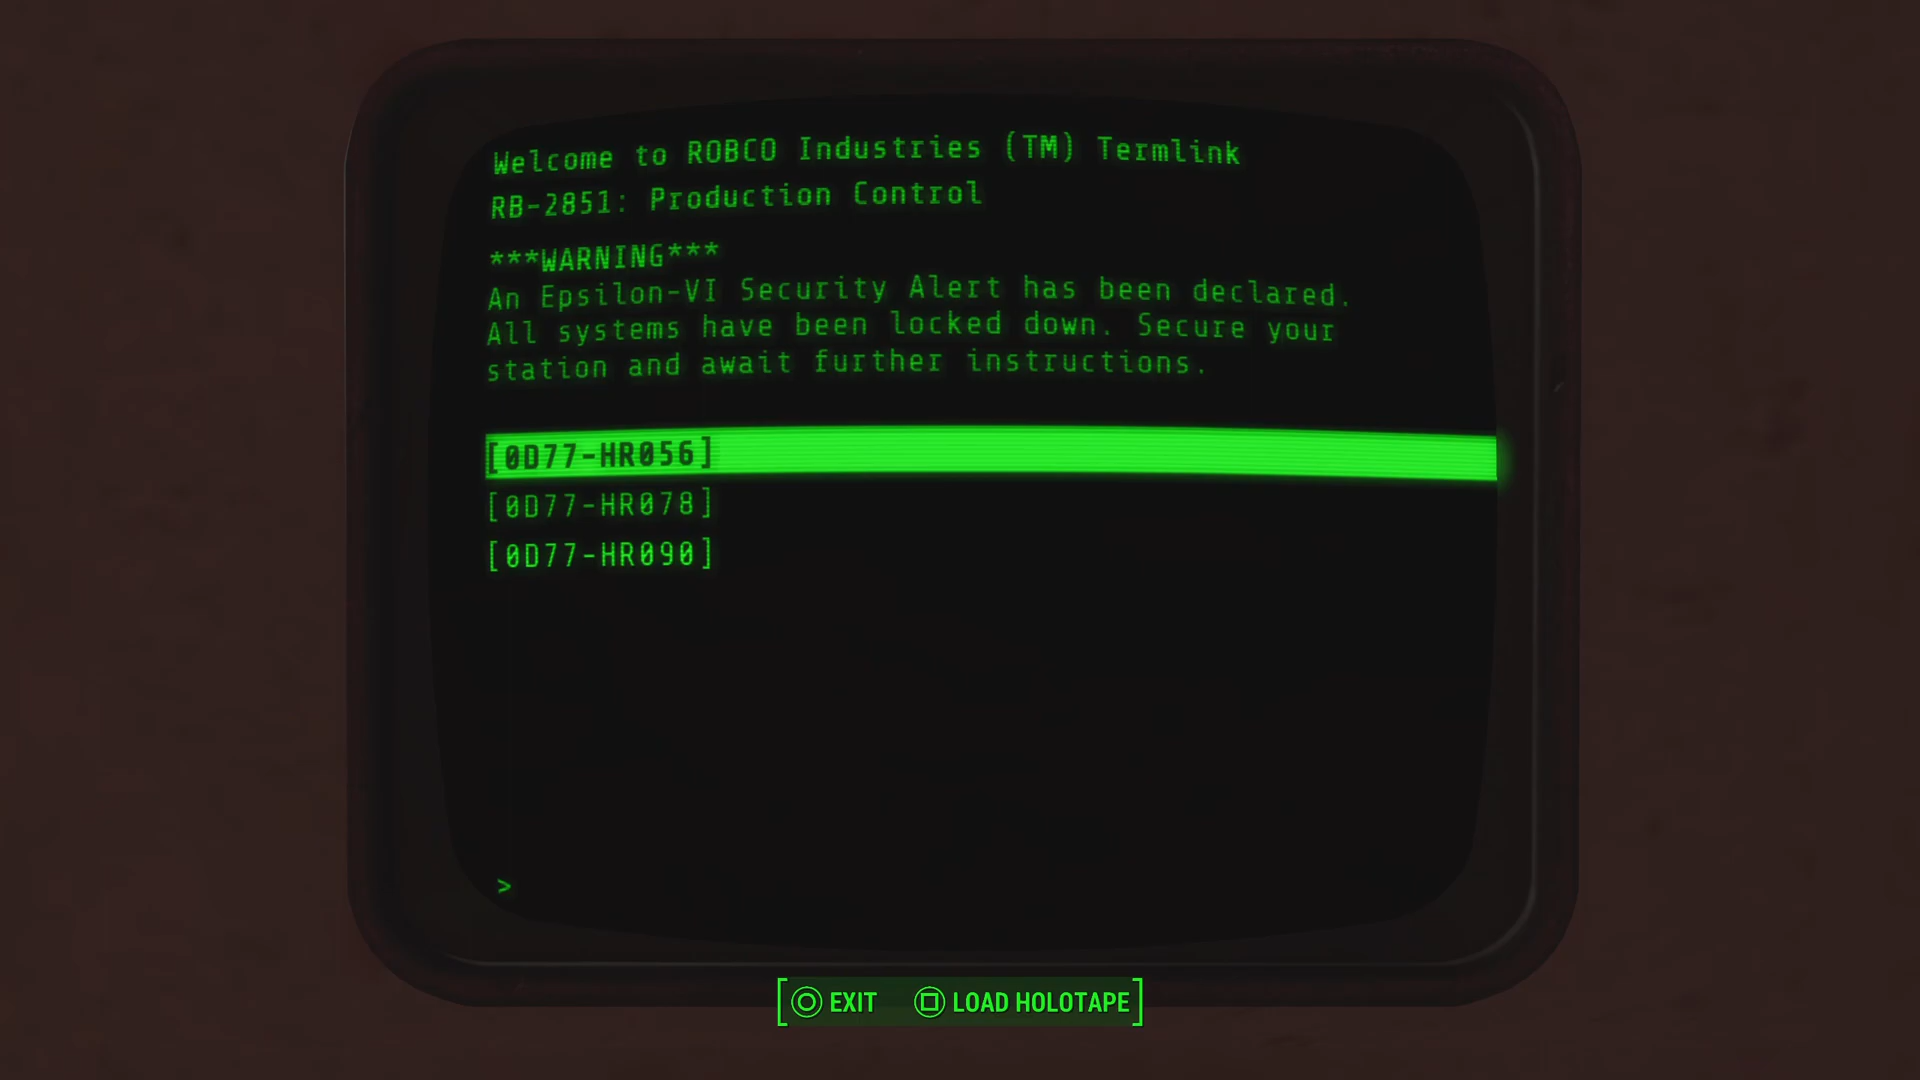 Welcome to ROBCO Industries (TM) Termlink
RB-2851: Production Control
***WARNING***
An Epsilon-VI Security Alert has been declared.
All systems have been locked down. Secure your
station and await further instructions.
[0D77-HR056]
[0D77-HR078]
[0D77-HR090]
>
EXIT LOAD HOLOTAPE